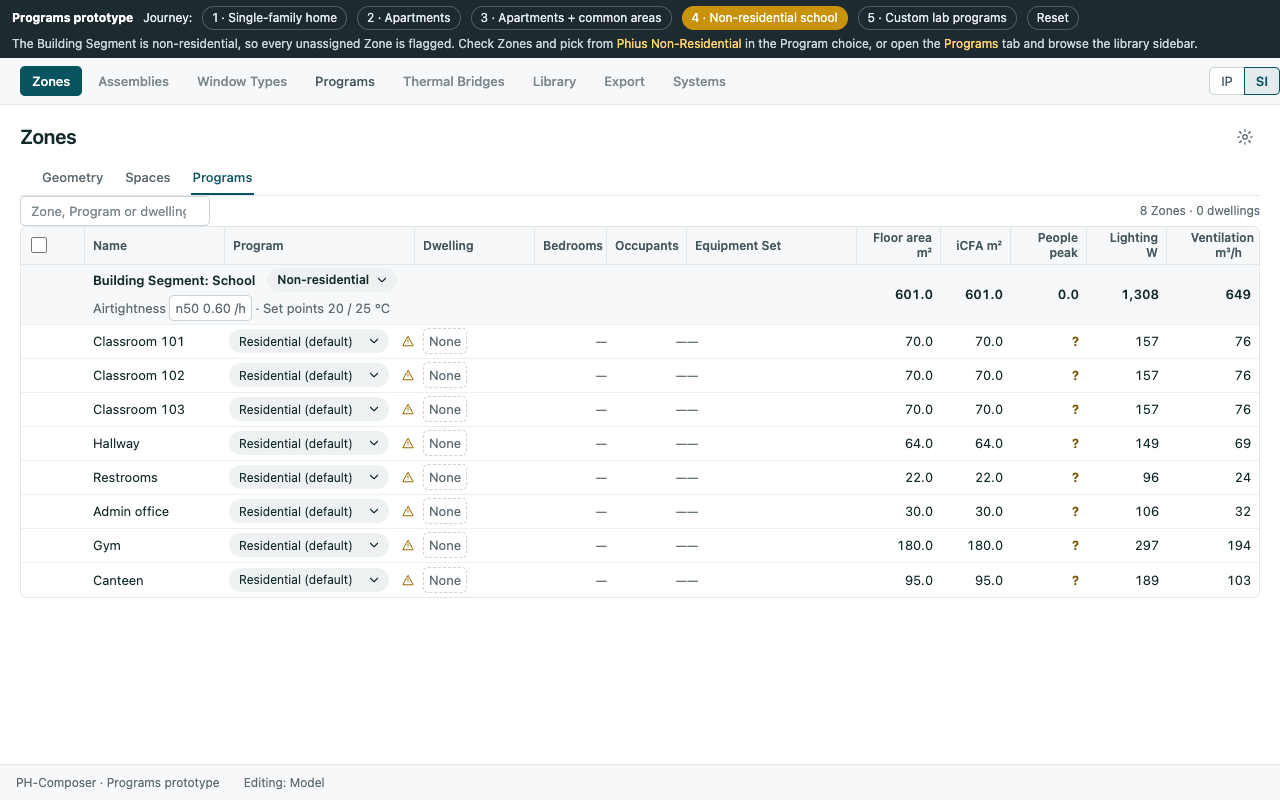 Programs prototype Journey: 1 · Single-family home 2 · Apartments 3 · Apartments + common areas 4 · Non-residential school 5 · Custom lab programs Reset
The Building Segment is non-residential, so every unassigned Zone is flagged. Check Zones and pick from Phius Non-Residential in the Program choice, or open the Programs tab and browse the library sidebar.
Zones Assemblies Window Types Programs Thermal Bridges Library Export Systems IP SI
Zones
Geometry Spaces Programs
Zone, Program or dwelling 8 Zones · 0 dwellings
Name Program Dwelling Bedrooms Occupants Equipment Set Floor area m² iCFA m² People peak Lighting W Ventilation m³/h
Building Segment: School Non-residential 601.0 601.0 0.0 1,308 649
Airtightness n50 0.60 /h · Set points 20 / 25 °C
Classroom 101 Residential (default) None — —— 70.0 70.0 ? 157 76
Classroom 102 Residential (default) None — —— 70.0 70.0 ? 157 76
Classroom 103 Residential (default) None — —— 70.0 70.0 ? 157 76
Hallway Residential (default) None — —— 64.0 64.0 ? 149 69
Restrooms Residential (default) None — —— 22.0 22.0 ? 96 24
Admin office Residential (default) None — —— 30.0 30.0 ? 106 32
Gym Residential (default) None — —— 180.0 180.0 ? 297 194
Canteen Residential (default) None — —— 95.0 95.0 ? 189 103
PH-Composer · Programs prototype Editing: Model